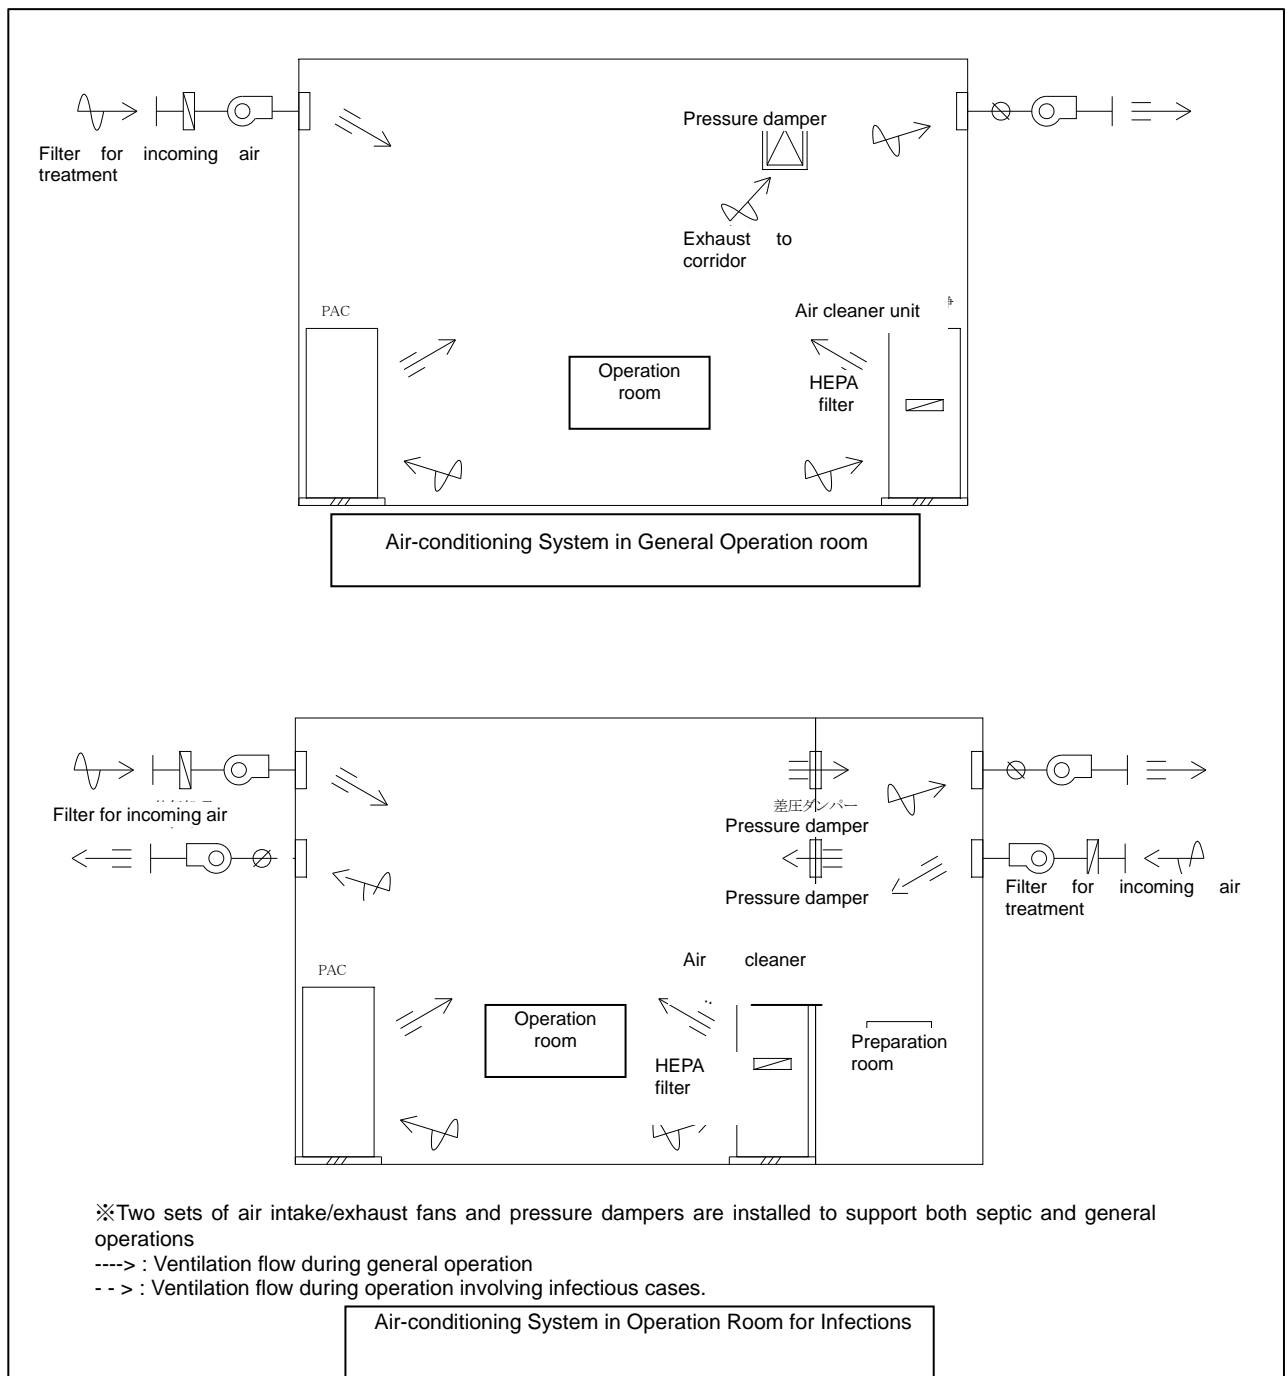 Pressure damper
Filter for incoming air
treatment
Exhaust to
corridor
PAC
Air cleaner unit
Operation
room
HEPA
filter
Air-conditioning System in General Operation room
Filter for incoming air
差圧ダンパー
Pressure damper
Pressure damper
Filter for incoming air
treatment
Air cleaner
PAC
Operation
room
HEPA
filter
Preparation
room
※Two sets of air intake/exhaust fans and pressure dampers are installed to support both septic and general
operations
----> : Ventilation flow during general operation
- - > : Ventilation flow during operation involving infectious cases.
Air-conditioning System in Operation Room for Infections